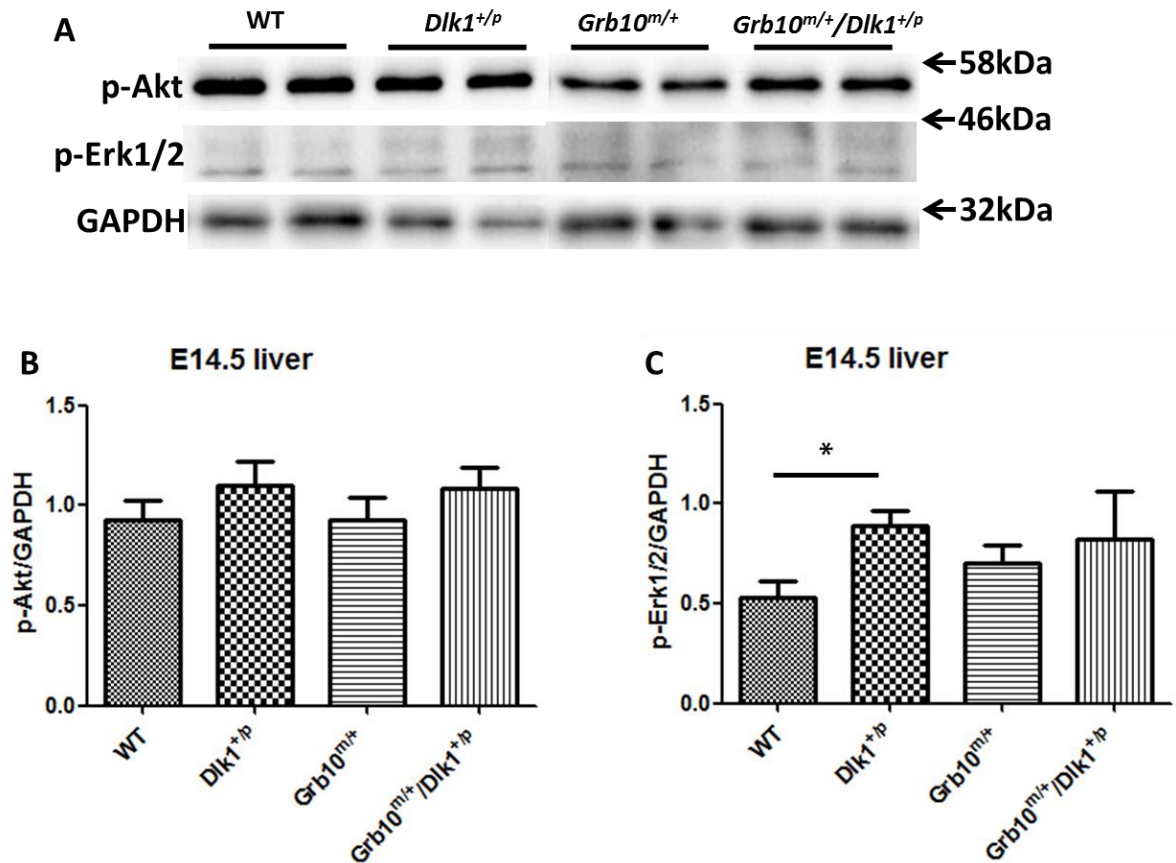 A
WT
Dlk1+/p
Grb10m/+
Grb10m/+/Dlk1+/p
p-Akt
p-Erk1/2
GAPDH
58kDa
46kDa
32kDa
B
E14.5 liver
p-Akt/GAPDH
1.5
1.0
0.5
0.0
WT
Dlk1+/p
Grb10m/+
Grb10m/+/Dlk1+/p
C
E14.5 liver
p-Erk1/2/GAPDH
1.5
1.0
0.5
0.0
*
WT
Dlk1+/p
Grb10m/+
Grb10m/+/Dlk1+/p